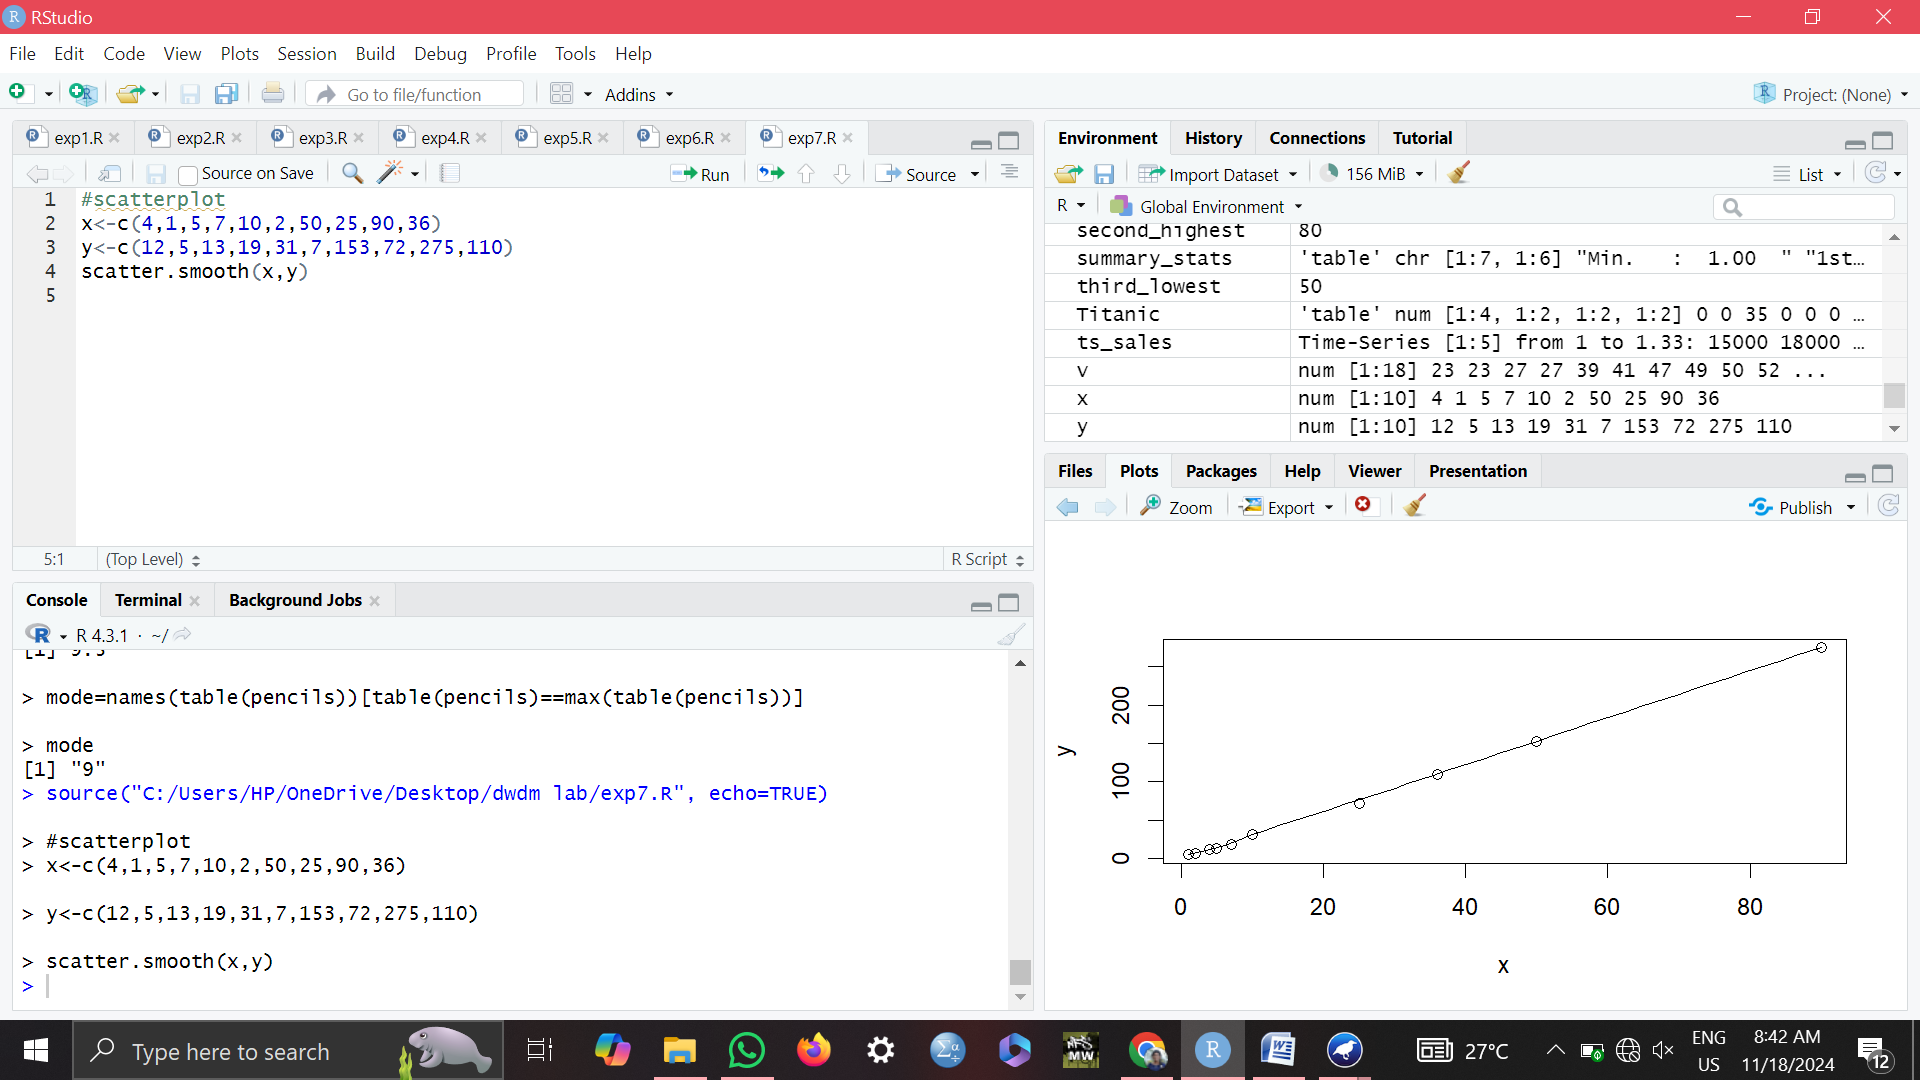 RStudio
File Edit Code View Plots Session Build Debug Profile Tools Help
Go to file/function
Addins
Project: (None)
exp1.R
exp2.R
exp3.R
exp4.R
exp5.R
exp6.R
exp7.R
Source on Save
Run
Source
1 #scatterplot
2 x<-c(4,1,5,7,10,2,50,25,90,36)
3 y<-c(12,5,13,19,31,7,153,72,275,110)
4 scatter.smooth(x,y)
5
5:1 (Top Level) R Script
Console Terminal Background Jobs
R 4.3.1 · ~/
> mode=names(table(pencils))[table(pencils)==max(table(pencils))]
> mode
[1] "9"
> source("C:/Users/HP/OneDrive/Desktop/dwdm lab/exp7.R", echo=TRUE)
> #scatterplot
> x<-c(4,1,5,7,10,2,50,25,90,36)
> y<-c(12,5,13,19,31,7,153,72,275,110)
> scatter.smooth(x,y)
>
Environment History Connections Tutorial
Import Dataset 156 MiB List
R Global Environment
second_highest 80
summary_stats 'table' chr [1:7, 1:6] "Min.   :  1.00  " "1st…
third_lowest 50
Titanic 'table' num [1:4, 1:2, 1:2, 1:2] 0 0 35 0 0 0 …
ts_sales Time-Series [1:5] from 1 to 1.33: 15000 18000 …
v num [1:18] 23 23 27 27 39 41 47 49 50 52 ...
x num [1:10] 4 1 5 7 10 2 50 25 90 36
y num [1:10] 12 5 13 19 31 7 153 72 275 110
Files Plots Packages Help Viewer Presentation
Zoom Export Publish
y
200
100
0
0 20 40 60 80
x
Type here to search
MW
27°C
ENG
US
8:42 AM
11/18/2024
12